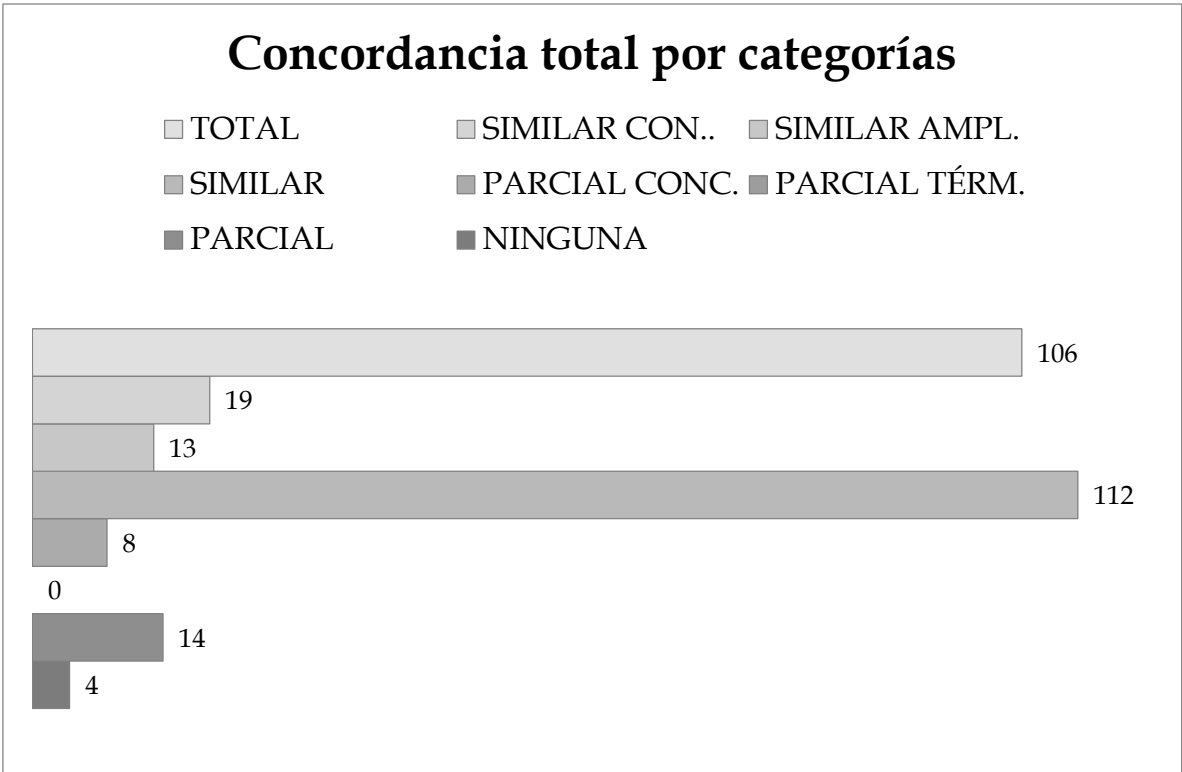 Concordancia total por categorías
TOTAL SIMILAR CON.. SIMILAR AMPL.
SIMILAR PARCIAL CONC. PARCIAL TÉRM.
PARCIAL NINGUNA
106
19
13
112
8
0
14
4